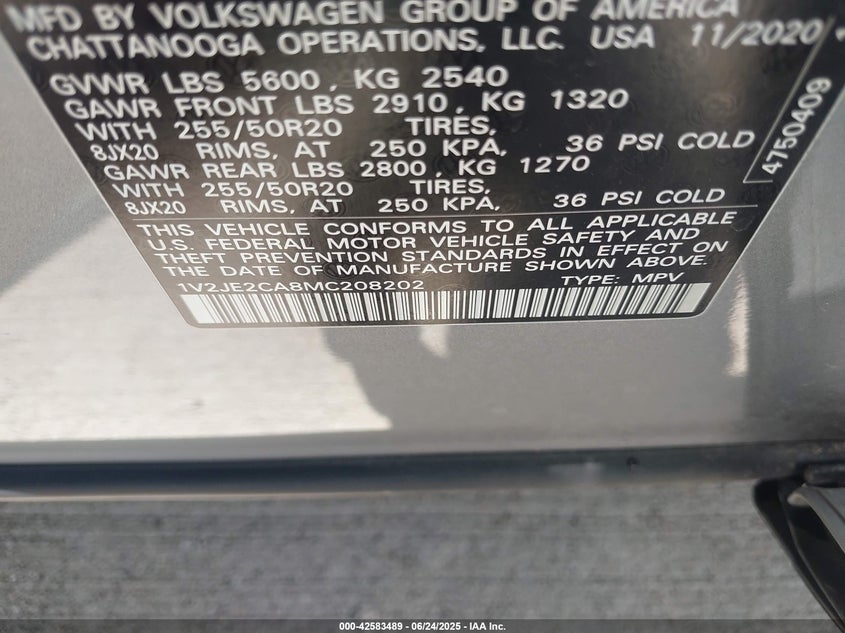 MFD BY VOLKSWAGEN GROUP OF AMERICA
CHATTANOOGA OPERATIONS, LLC. USA 11/2020
GVWR LBS 5600, KG 2540
GAWR FRONT LBS 2910, KG 1320
WITH 255/50R20 TIRES,
8JX20 RIMS, AT 250 KPA, 36 PSI COLD
GAWR REAR LBS 2800, KG 1270
WITH 255/50R20 TIRES,
8JX20 RIMS, AT 250 KPA, 36 PSI COLD
THIS VEHICLE CONFORMS TO ALL APPLICABLE
U.S. FEDERAL MOTOR VEHICLE SAFETY AND
THEFT PREVENTION STANDARDS IN EFFECT ON
THE DATE OF MANUFACTURE SHOWN ABOVE.
1V2JE2CA8MC208202 TYPE: MPV
4750409
000-42583489 - 06/24/2025 - IAA Inc.